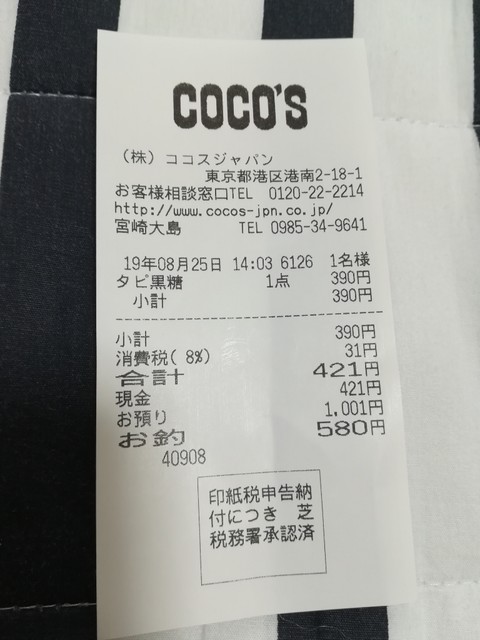 COCO'S
(株)ココスジャパン
東京都港区港南2-18-1
お客様相談窓口TEL 0120-22-2214
http://www.cocos-jpn.co.jp/
宮崎大島 TEL 0985-34-9641
19年08月25日 14:03 6126 1名様
タピ黒糖 1点 390円
小計 390円
小計 390円
消費税( 8%) 31円
合計 421円
現金 421円
お預り 1,001円
お釣 580円
40908
印紙税申告納
付につき 芝
税務署承認済